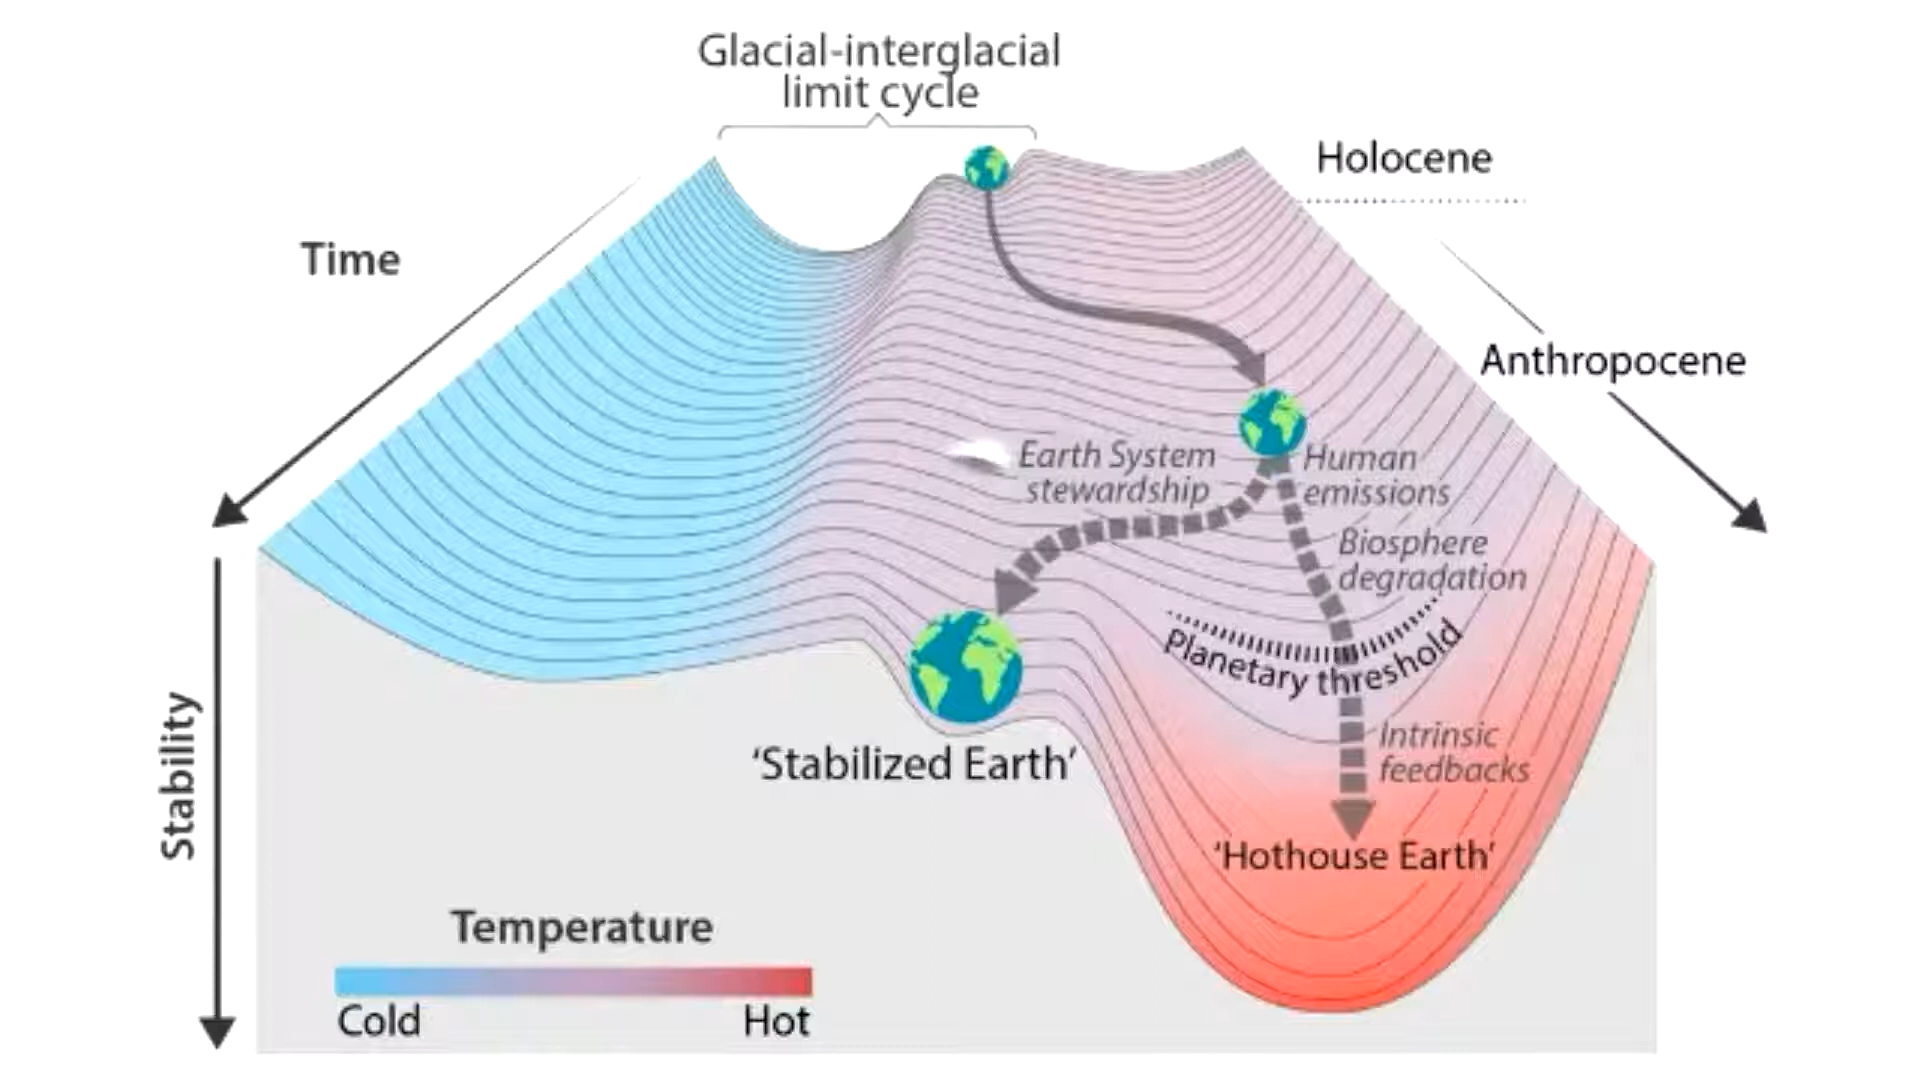 Glacial-interglacial
limit cycle
Holocene
Time
Anthropocene
Earth System
stewardship
Human
emissions
Biosphere
degradation
Planetary threshold
Stability
‘Stabilized Earth’
Intrinsic
feedbacks
‘Hothouse Earth’
Temperature
Cold
Hot